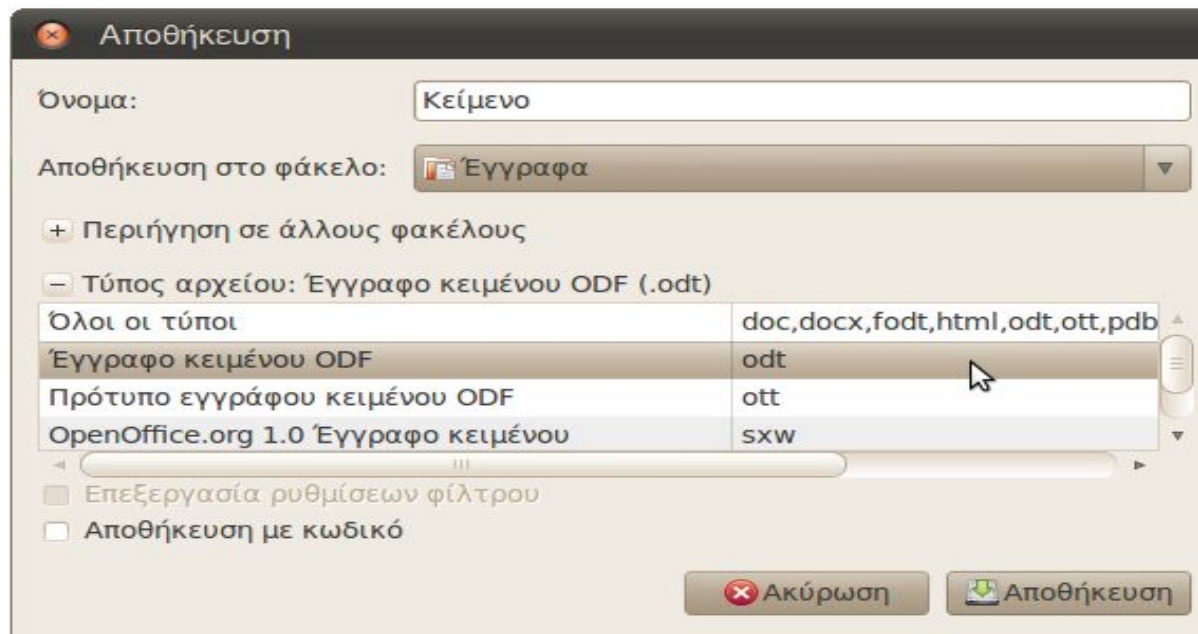 Αποθήκευση
Όνομα: Κείμενο
Αποθήκευση στο φάκελο: Έγγραφα
+ Περιήγηση σε άλλους φακέλους
− Τύπος αρχείου: Έγγραφο κειμένου ODF (.odt)
Όλοι οι τύποι doc,docx,fodt,html,odt,ott,pdb
Έγγραφο κειμένου ODF odt
Πρότυπο εγγράφου κειμένου ODF ott
OpenOffice.org 1.0 Έγγραφο κειμένου sxw
Επεξεργασία ρυθμίσεων φίλτρου
Αποθήκευση με κωδικό
Ακύρωση Αποθήκευση